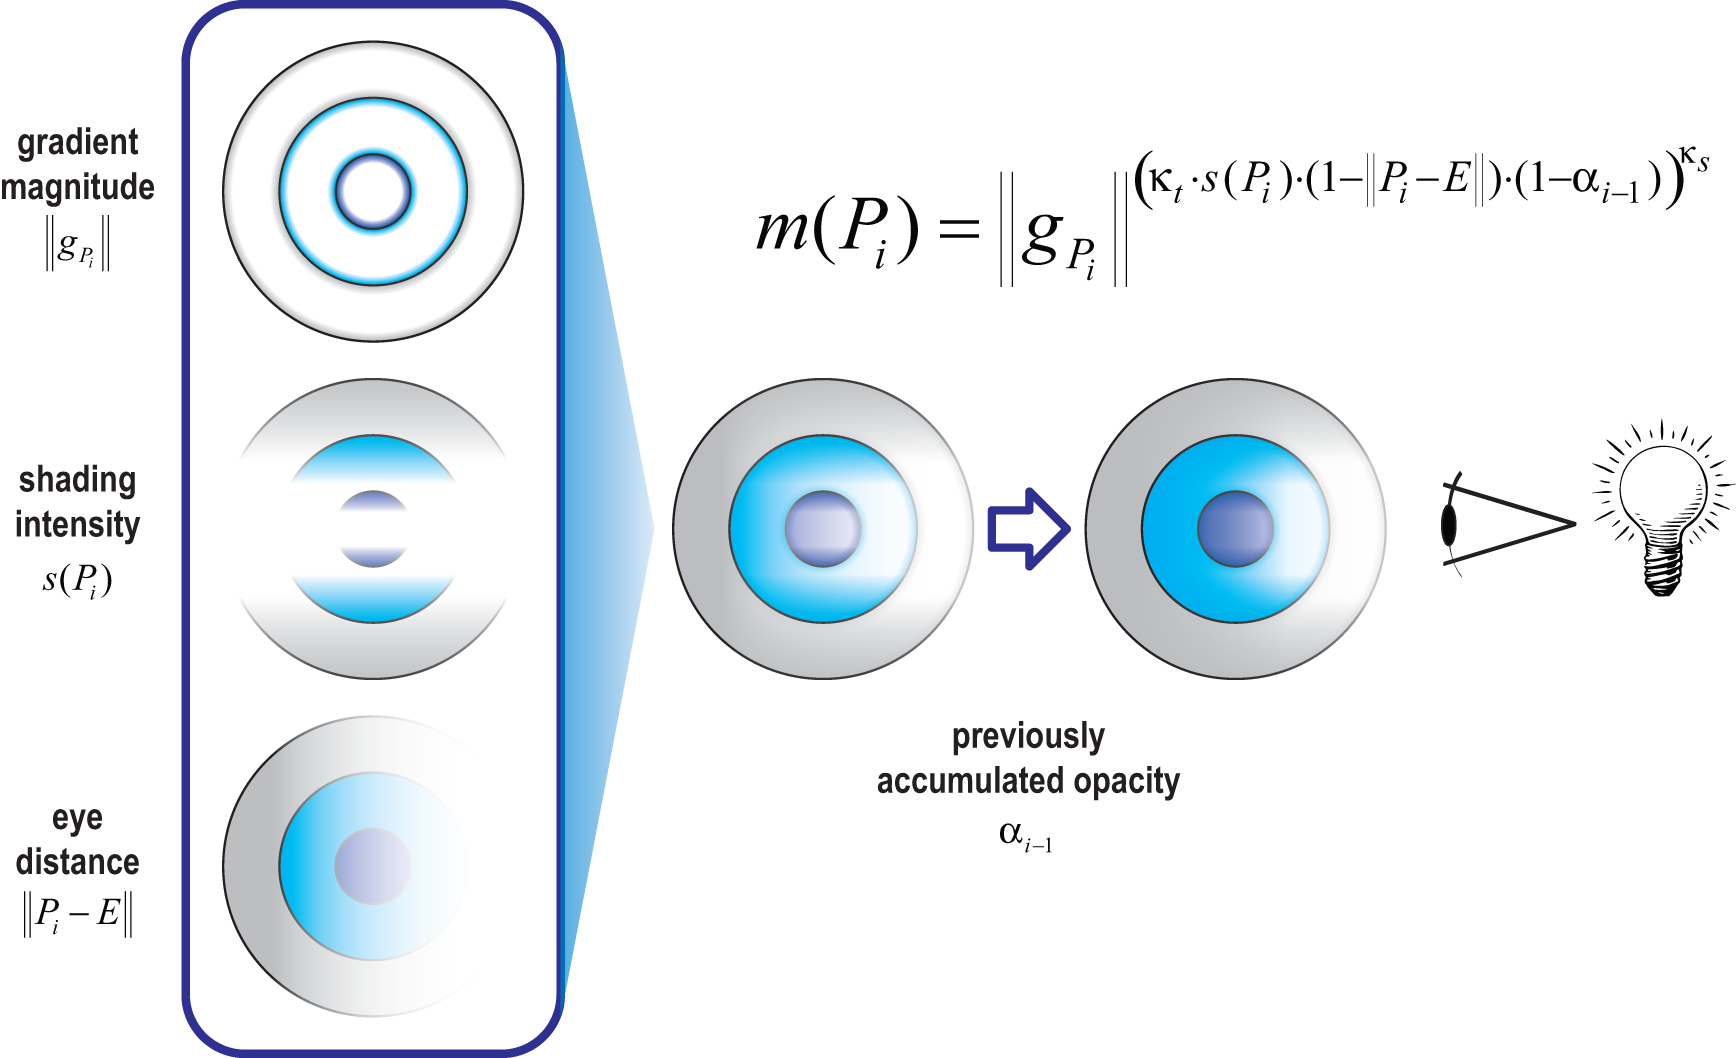 gradient
magnitude
‖g_{P_i}‖
m(P_i) = ‖g_{P_i}‖^{(κ_t·s(P_i)·(1−‖P_i−E‖)·(1−α_{i−1}))^{κ_s}}
shading
intensity
s(P_i)
previously
accumulated opacity
α_{i−1}
eye
distance
‖P_i − E‖